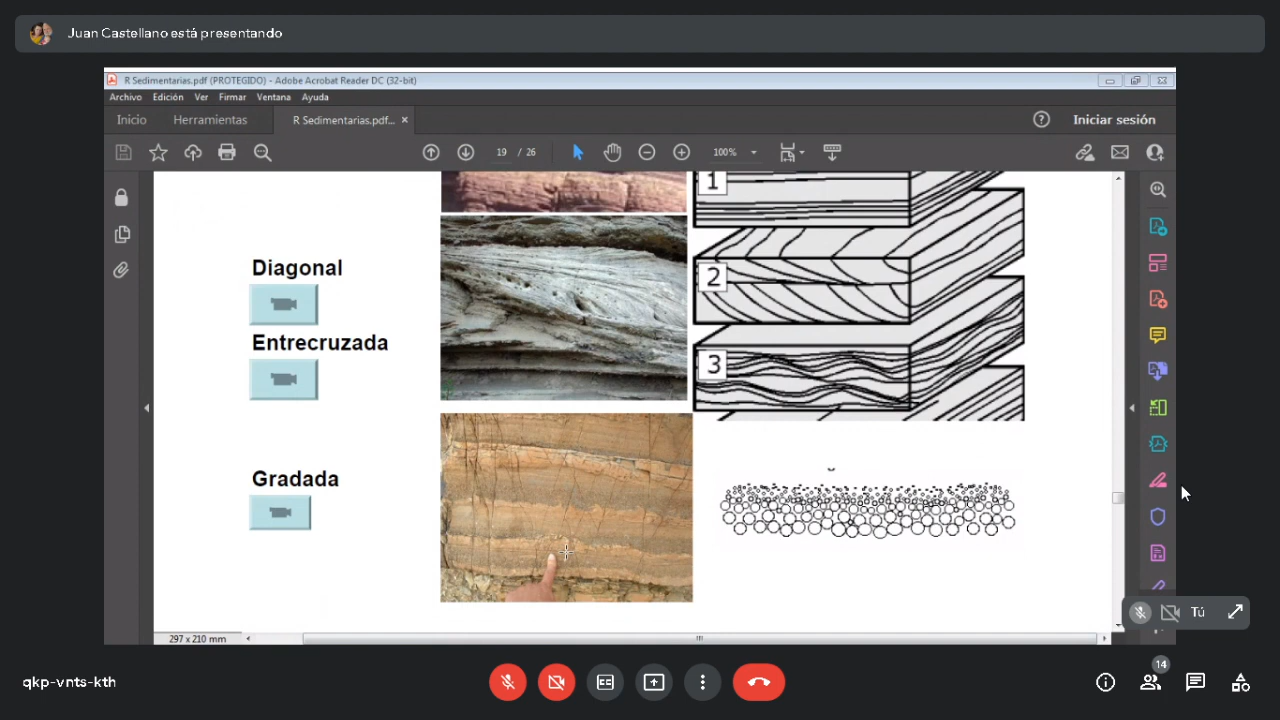 Juan Castellano está presentando
R Sedimentarias.pdf (PROTEGIDO) - Adobe Acrobat Reader DC (32-bit)
Archivo Edición Ver Firmar Ventana Ayuda
Inicio Herramientas R Sedimentarias.pdf... × Iniciar sesión
19 / 26 100%
1
Diagonal
2
Entrecruzada
3
Gradada
297 x 210 mm
Tú
qkp-vnts-kth
14